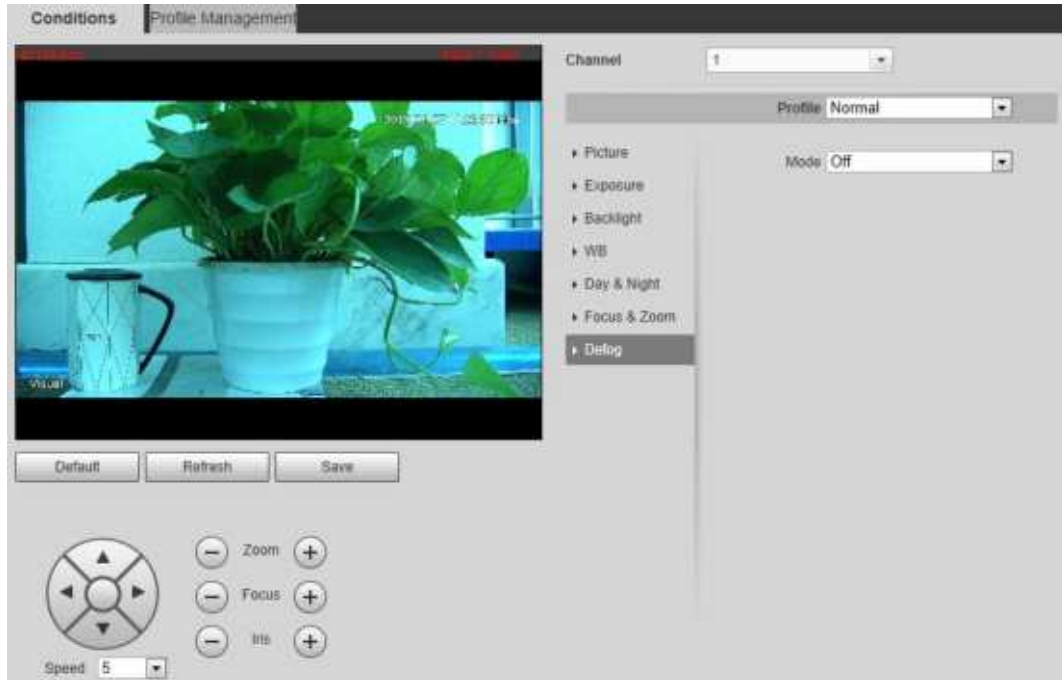 Conditions
Profile Management
Channel 1
Profile Normal
Picture
Mode Off
Exposure
Backlight
WB
Day & Night
Focus & Zoom
Defog
Visual
Default Refresh Save
Zoom
Focus
Iris
Speed 5